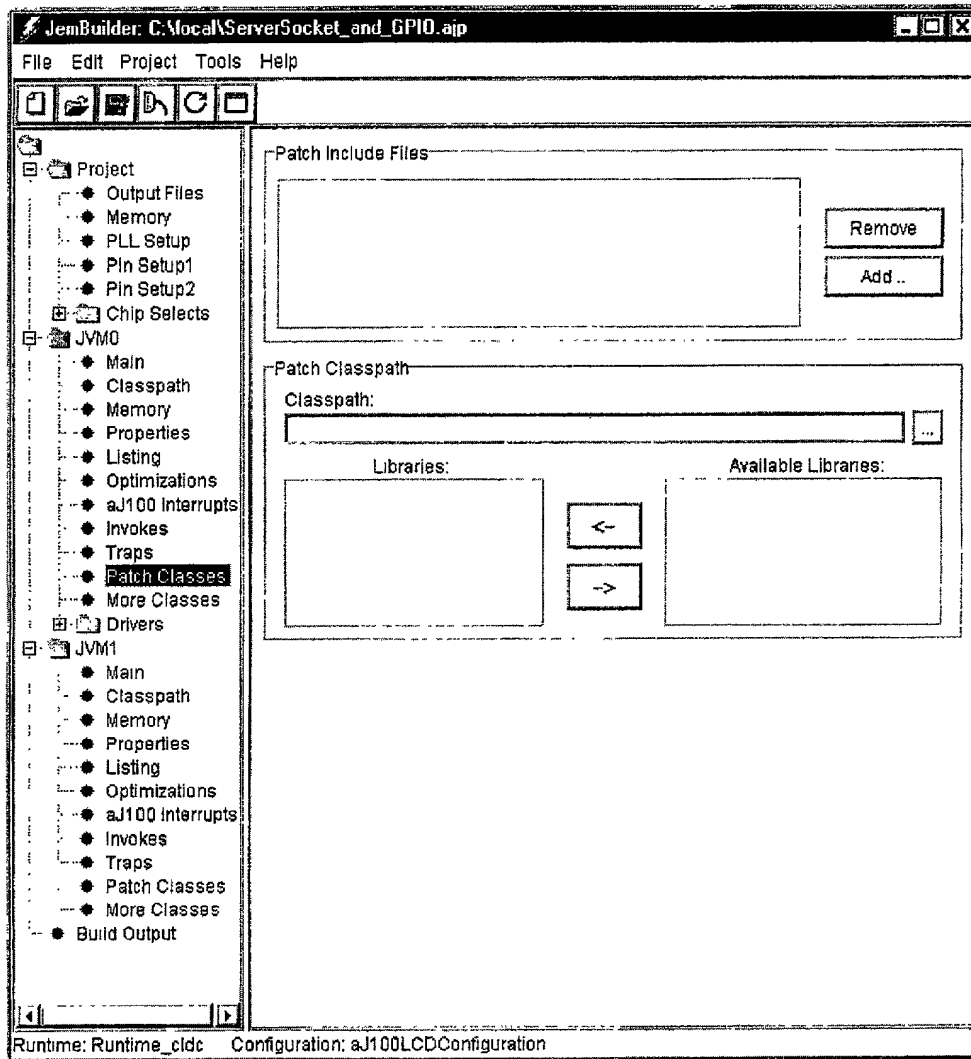 JemBuilder: C:\local\ServerSocket_and_GPIO.ajp
File Edit Project Tools Help
Project
Output Files
Memory
PLL Setup
Pin Setup1
Pin Setup2
Chip Selects
JVM0
Main
Classpath
Memory
Properties
Listing
Optimizations
aJ100 Interrupts
Invokes
Traps
Patch Classes
More Classes
Drivers
JVM1
Main
Classpath
Memory
Properties
Listing
Optimizations
aJ100 Interrupts
Invokes
Traps
Patch Classes
More Classes
Build Output
Patch Include Files
Remove
Add ..
Patch Classpath
Classpath:
...
Libraries:
Available Libraries:
<-
->
Runtime: Runtime_cldc Configuration: aJ100LCDConfiguration